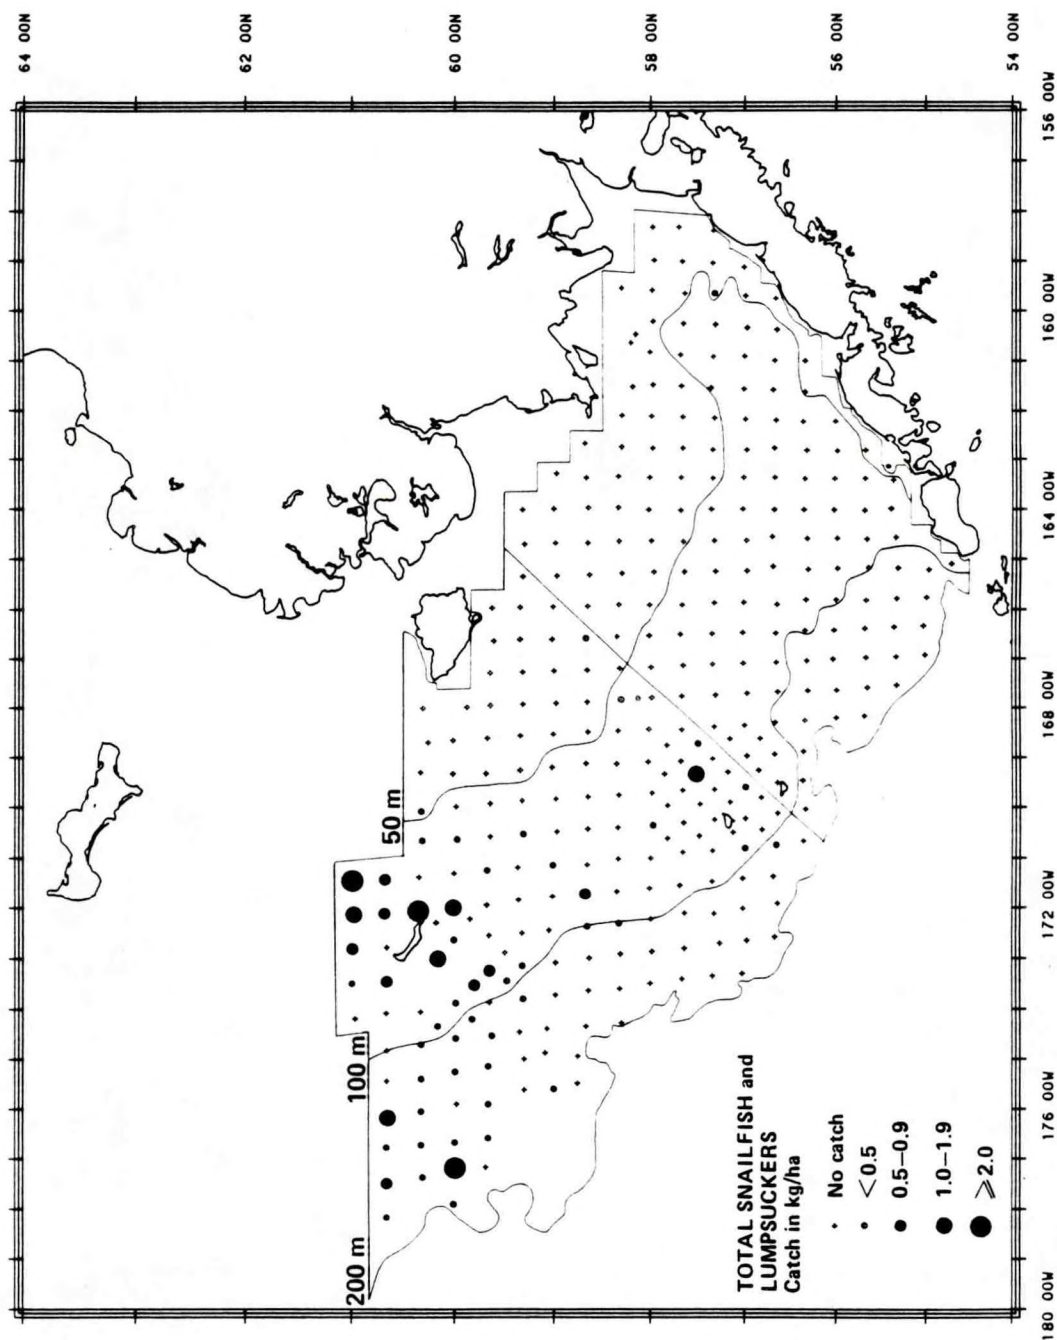 64 00N
62 00N
60 00N
58 00N
56 00N
54 00N
156 00W
160 00W
164 00W
168 00W
172 00W
176 00W
180 00W
50 m
100 m
200 m
TOTAL SNAILFISH and
LUMPSUCKERS
Catch in kg/ha
No catch
<0.5
0.5–0.9
1.0–1.9
⩾2.0